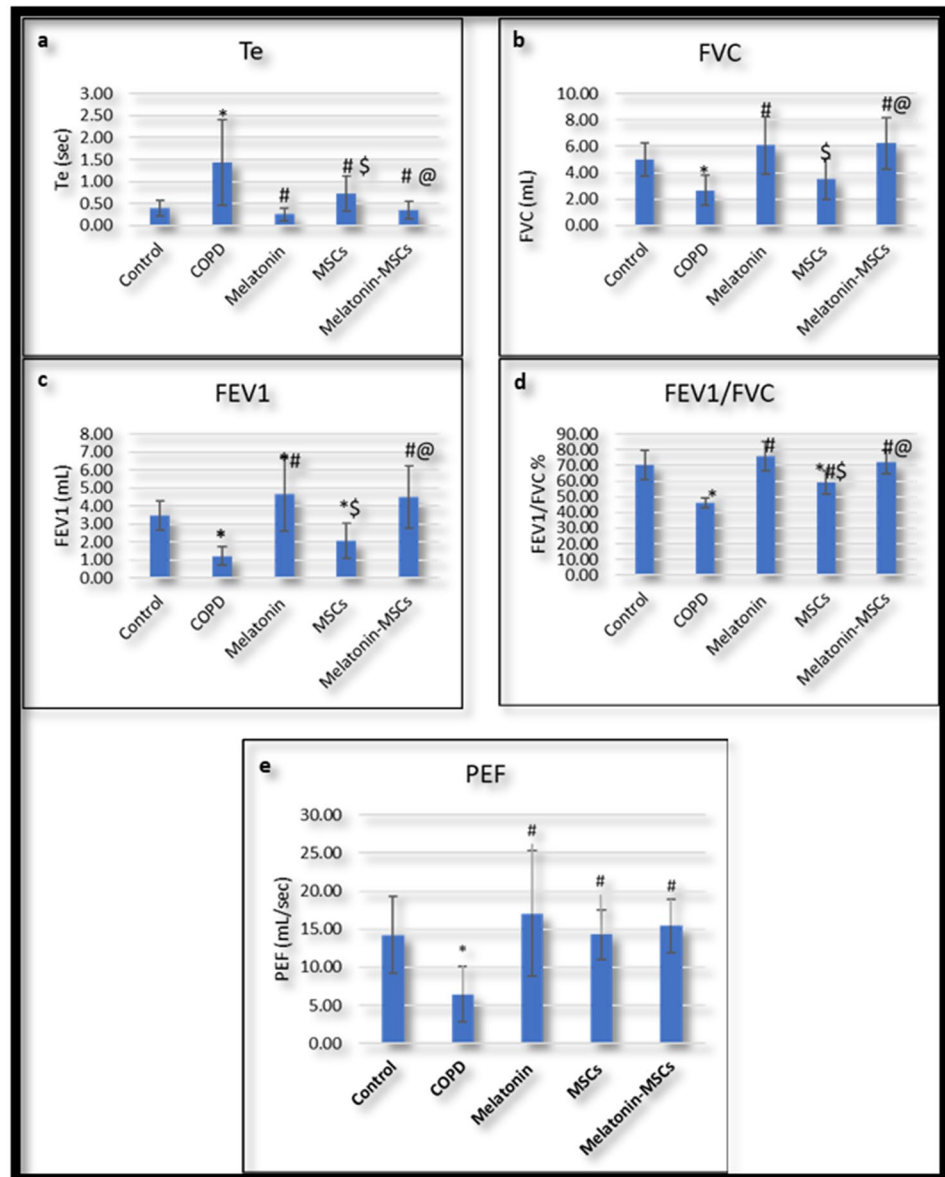 a
Te
Te (sec)
3.00
2.50
2.00
1.50
1.00
0.50
0.00
*
#
# $
# @
Control
COPD
Melatonin
MSCs
Melatonin-MSCs
b
FVC
FVC (mL)
10.00
8.00
6.00
4.00
2.00
0.00
*
#
$
#@
Control
COPD
Melatonin
MSCs
Melatonin-MSCs
c
FEV1
FEV1 (mL)
8.00
7.00
6.00
5.00
4.00
3.00
2.00
1.00
0.00
*
*#
*$
#@
Control
COPD
Melatonin
MSCs
Melatonin-MSCs
d
FEV1/FVC
FEV1/FVC %
90.00
80.00
70.00
60.00
50.00
40.00
30.00
20.00
10.00
0.00
*
#
*#$
#@
Control
COPD
Melatonin
MSCs
Melatonin-MSCs
e
PEF
PEF (mL/sec)
30.00
25.00
20.00
15.00
10.00
5.00
0.00
*
#
#
#
Control
COPD
Melatonin
MSCs
Melatonin-MSCs